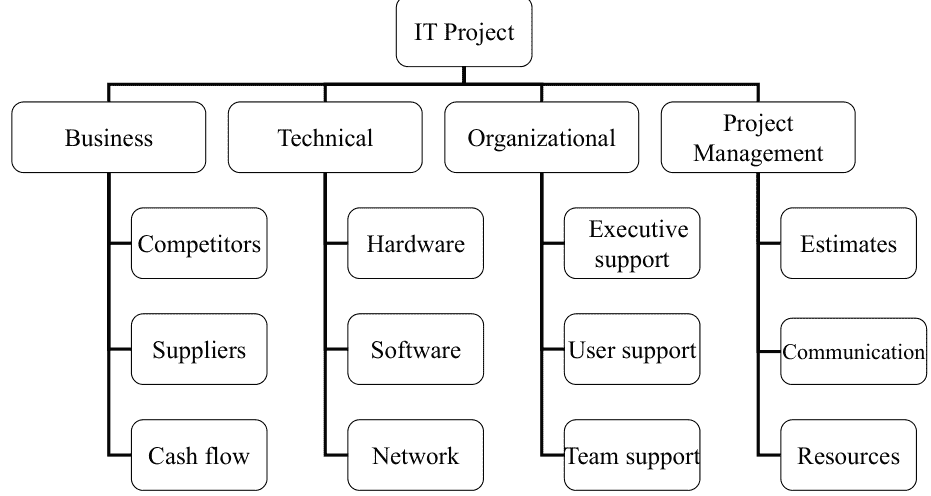 IT Project
Business
Technical
Organizational
Project
Management
Competitors
Hardware
Executive
support
Estimates
Suppliers
Software
User support
Communication
Cash flow
Network
Team support
Resources